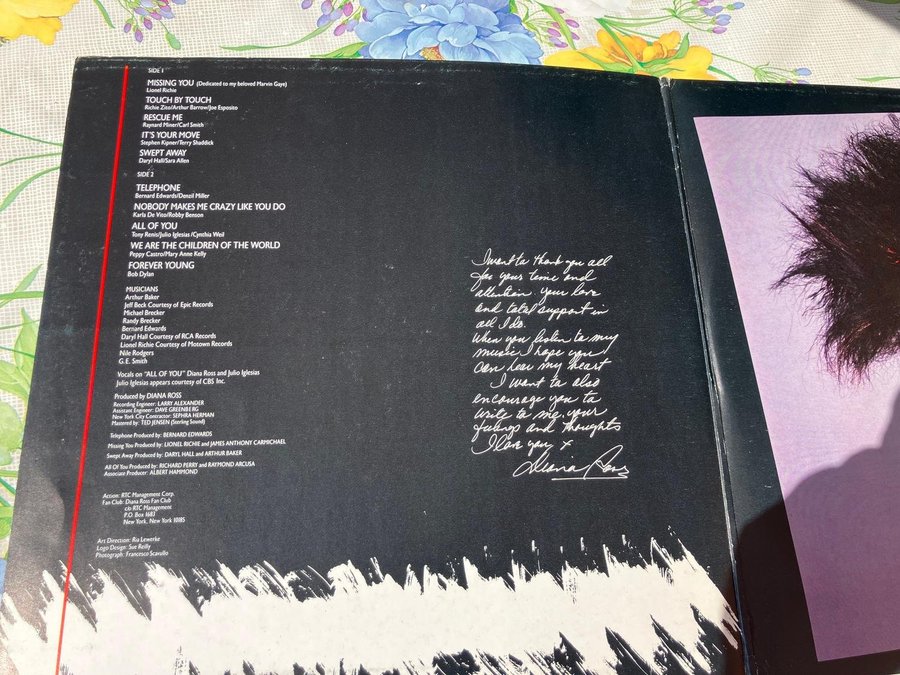 SIDE 1
MISSING YOU (Dedicated to my beloved Marvin Gaye)
Lionel Richie
TOUCH BY TOUCH
Richie Zito/Arthur Barrow/Joe Esposito
RESCUE ME
Raynard Miner/Carl Smith
IT'S YOUR MOVE
Stephen Kipner/Terry Shaddick
SWEPT AWAY
Daryl Hall/Sara Allen
SIDE 2
TELEPHONE
Bernard Edwards/Denzil Miller
NOBODY MAKES ME CRAZY LIKE YOU DO
Karla De Vito/Robby Benson
ALL OF YOU
Tony Renis/Julio Iglesias/Cynthia Weil
WE ARE THE CHILDREN OF THE WORLD
Peppy Castro/Mary Anne Kelly
FOREVER YOUNG
Bob Dylan
MUSICIANS
Arthur Baker
Jeff Beck Courtesy of Epic Records
Michael Brecker
Randy Brecker
Bernard Edwards
Daryl Hall Courtesy of RCA Records
Lionel Richie Courtesy of Motown Records
Nile Rodgers
G.E. Smith
Vocals on "ALL OF YOU" Diana Ross and Julio Iglesias
Julio Iglesias appears courtesy of CBS Inc.
Produced by DIANA ROSS
Recording Engineer: LARRY ALEXANDER
Assistant Engineer: DAVE GREENBERG
New York City Contractor: SEPHRA HERMAN
Mastered by: TED JENSEN (Sterling Sound)
Telephone Produced by: BERNARD EDWARDS
Missing You Produced by: LIONEL RICHIE and JAMES ANTHONY CARMICHAEL
Swept Away Produced by: DARYL HALL and ARTHUR BAKER
All Of You Produced by: RICHARD PERRY and RAYMOND ARCUSA
Associate Producer: ALBERT HAMMOND
Action: RTC Management Corp.
Fan Club: Diana Ross Fan Club
c/o RTC Management
P.O. Box 1683
New York, New York 10185
Art Direction: Ria Lewerke
Logo Design: Sue Reilly
Photograph: Francesco Scavullo
I want to thank you all
for your time and
attention your love
and total support in
all I do.
When you listen to my
music I hope you
can hear my heart
I want to also
encourage you to
write to me your
feelings and thoughts
I love you x
Diana Ross